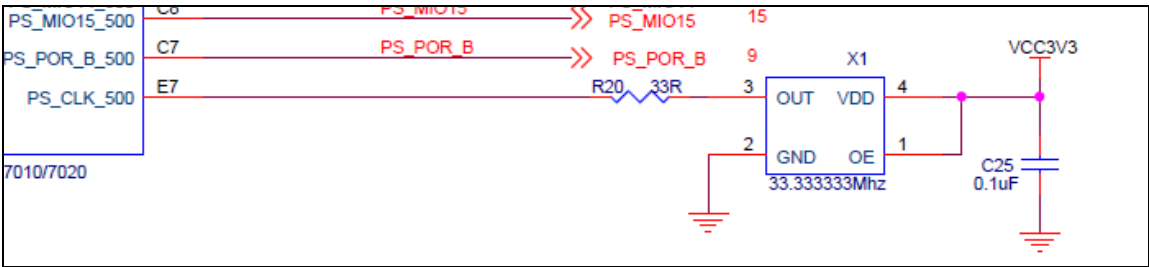 PS_MIO15_500 C8 PS_MIO15 PS_MIO15 15
PS_POR_B_500 C7 PS_POR_B PS_POR_B 9 X1 VCC3V3
PS_CLK_500 E7 R20 33R 3 OUT VDD 4
2 GND OE 1
7010/7020 33.333333Mhz C25
0.1uF